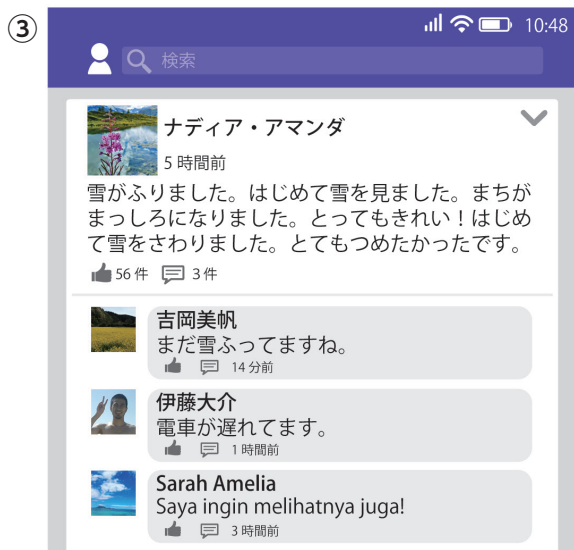 ③
10:48
検索
ナディア・アマンダ
5 時間前
雪がふりました。はじめて雪を見ました。まちが
まっしろになりました。とってもきれい！はじめ
て雪をさわりました。とてもつめたかったです。
56 件 3 件
吉岡美帆
まだ雪ふってますね。
14 分前
伊藤大介
電車が遅れてます。
1 時間前
Sarah Amelia
Saya ingin melihatnya juga!
3 時間前